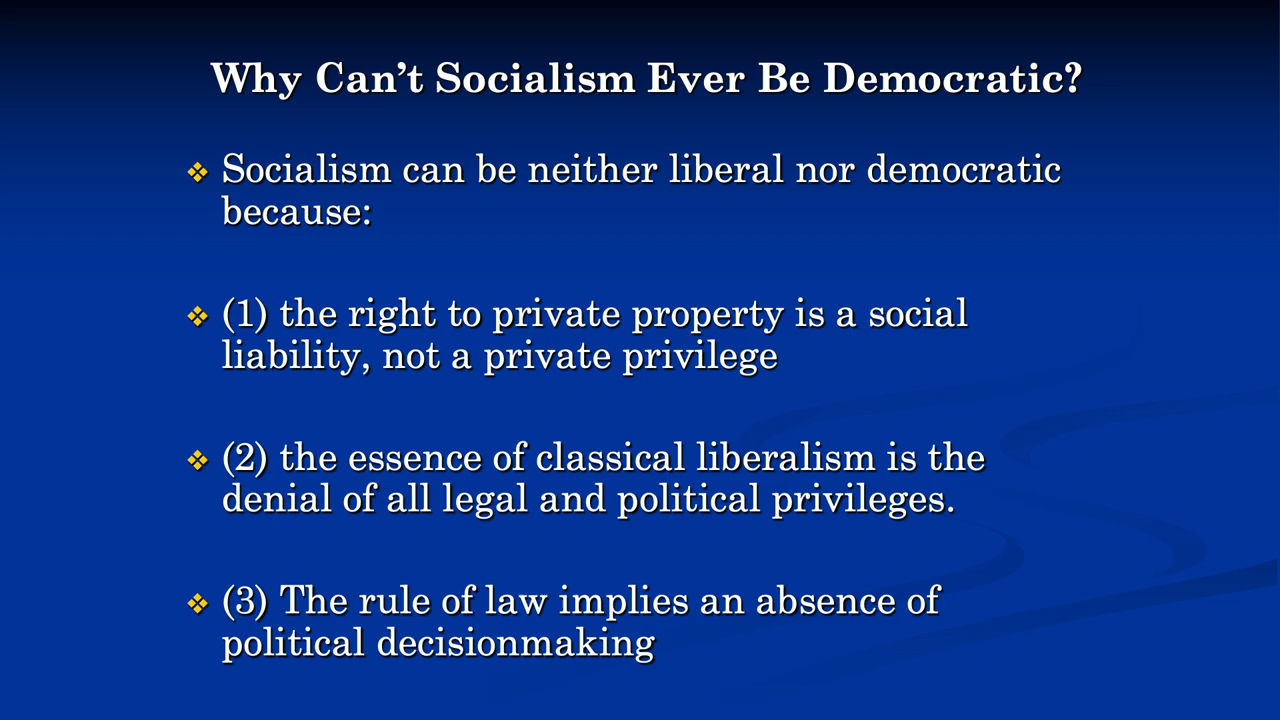 Why Can’t Socialism Ever Be Democratic?
❖ Socialism can be neither liberal nor democratic
because:
❖ (1) the right to private property is a social
liability, not a private privilege
❖ (2) the essence of classical liberalism is the
denial of all legal and political privileges.
❖ (3) The rule of law implies an absence of
political decisionmaking